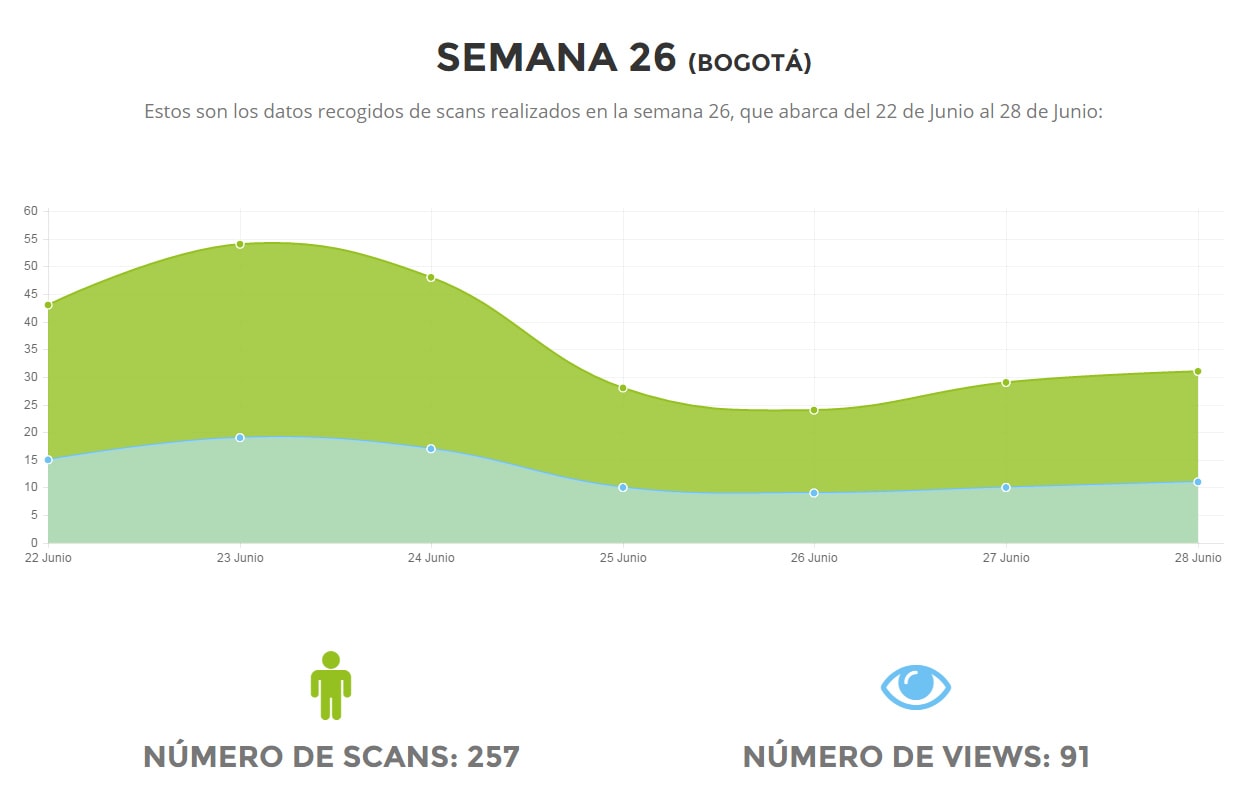 SEMANA 26 (BOGOTÁ)
Estos son los datos recogidos de scans realizados en la semana 26, que abarca del 22 de Junio al 28 de Junio:
60
55
50
45
40
35
30
25
20
15
10
5
0
22 Junio 23 Junio 24 Junio 25 Junio 26 Junio 27 Junio 28 Junio
NÚMERO DE SCANS: 257
NÚMERO DE VIEWS: 91